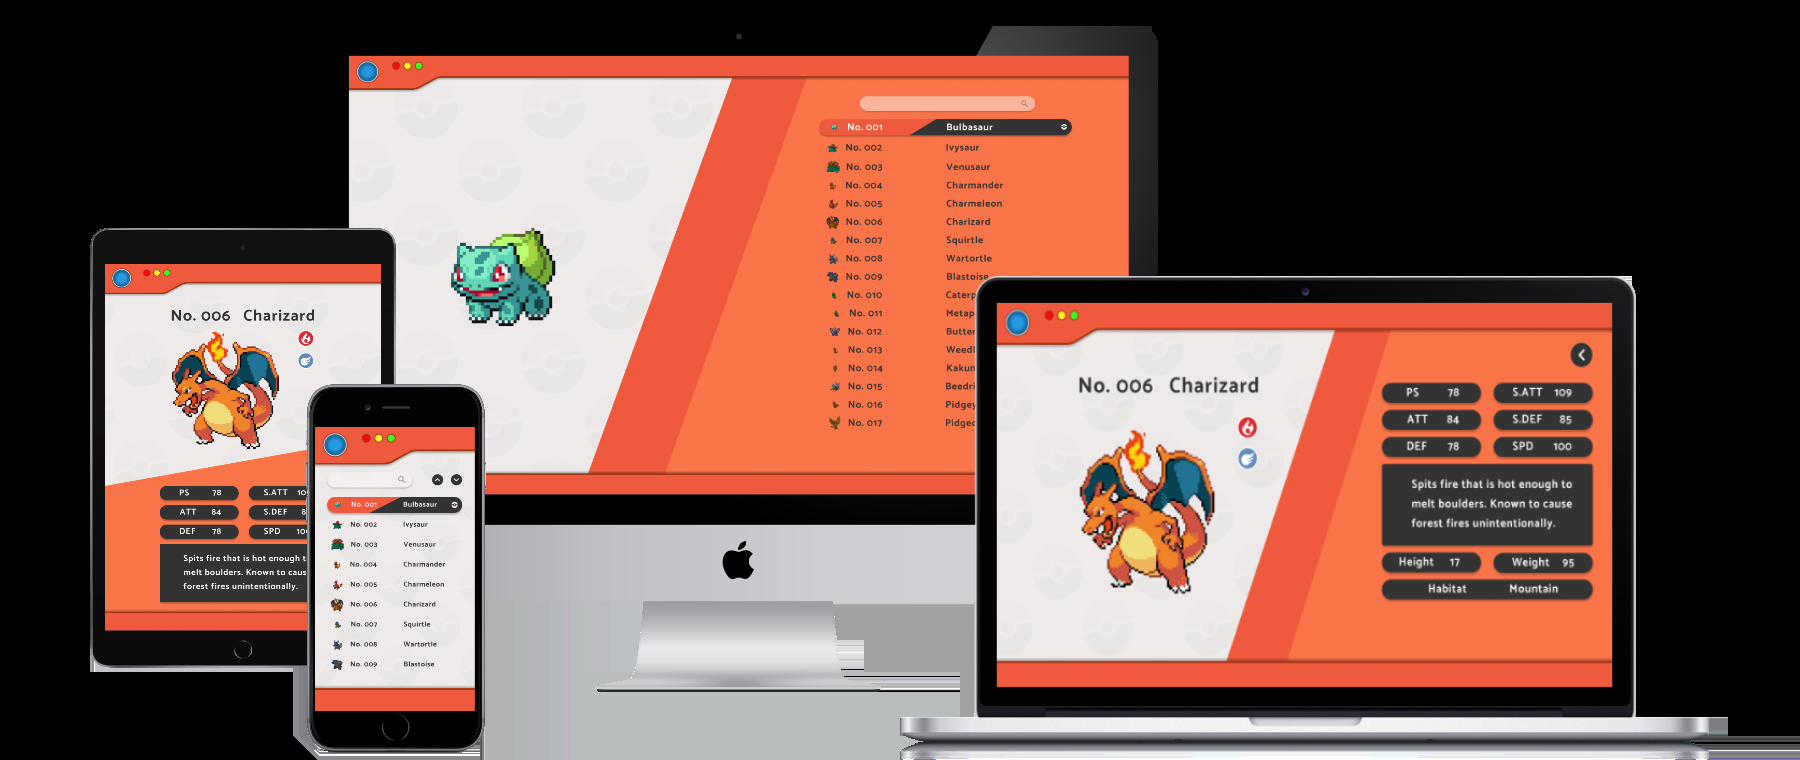 No. 001 Bulbasaur
No. 002 Ivysaur
No. 003 Venusaur
No. 004 Charmander
No. 005 Charmeleon
No. 006 Charizard
No. 007 Squirtle
No. 008 Wartortle
No. 009 Blastoise
No. 010 Caterp
No. 011 Metap
No. 012 Butter
No. 013 Weedl
No. 014 Kakun
No. 015 Beedri
No. 016 Pidgey
No. 017 Pidgeo
No. 006 Charizard
PS 78 S.ATT 10
ATT 84 S.DEF 8
DEF 78 SPD 10
Spits fire that is hot enough t
melt boulders. Known to caus
forest fires unintentionally.
No. 001 Bulbasaur
No. 002 Ivysaur
No. 003 Venusaur
No. 004 Charmander
No. 005 Charmeleon
No. 006 Charizard
No. 007 Squirtle
No. 008 Wartortle
No. 009 Blastoise
No. 006 Charizard
PS 78 S.ATT 109
ATT 84 S.DEF 85
DEF 78 SPD 100
Spits fire that is hot enough to
melt boulders. Known to cause
forest fires unintentionally.
Height 17 Weight 95
Habitat Mountain